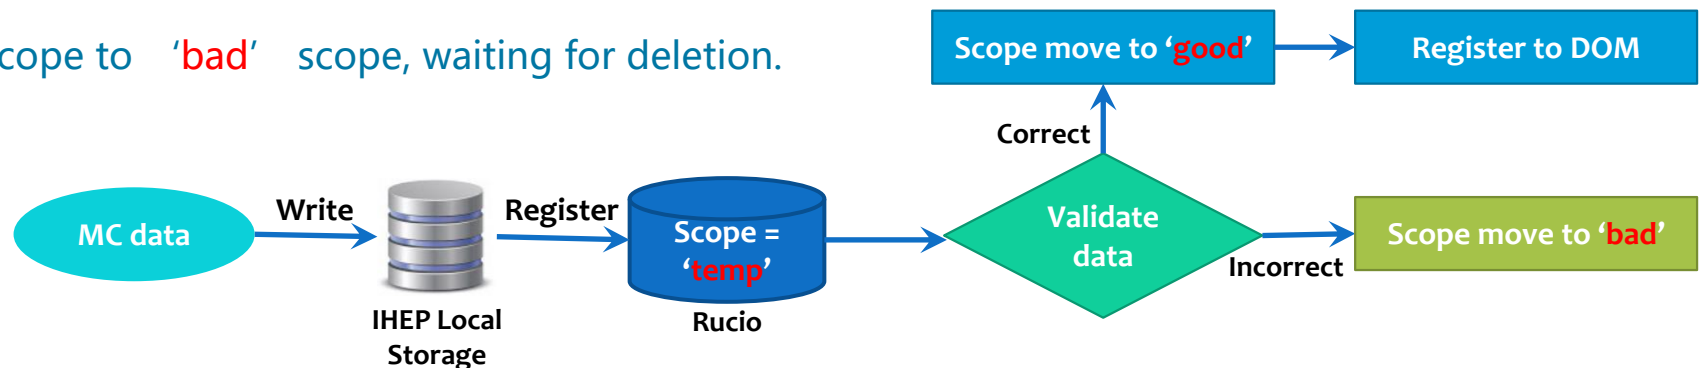 cope to ‘bad’ scope, waiting for deletion.
Scope move to ‘good’
Register to DOM
Correct
MC data
Write
IHEP Local
Storage
Register
Scope =
‘temp’
Rucio
Validate
data
Incorrect
Scope move to ‘bad’